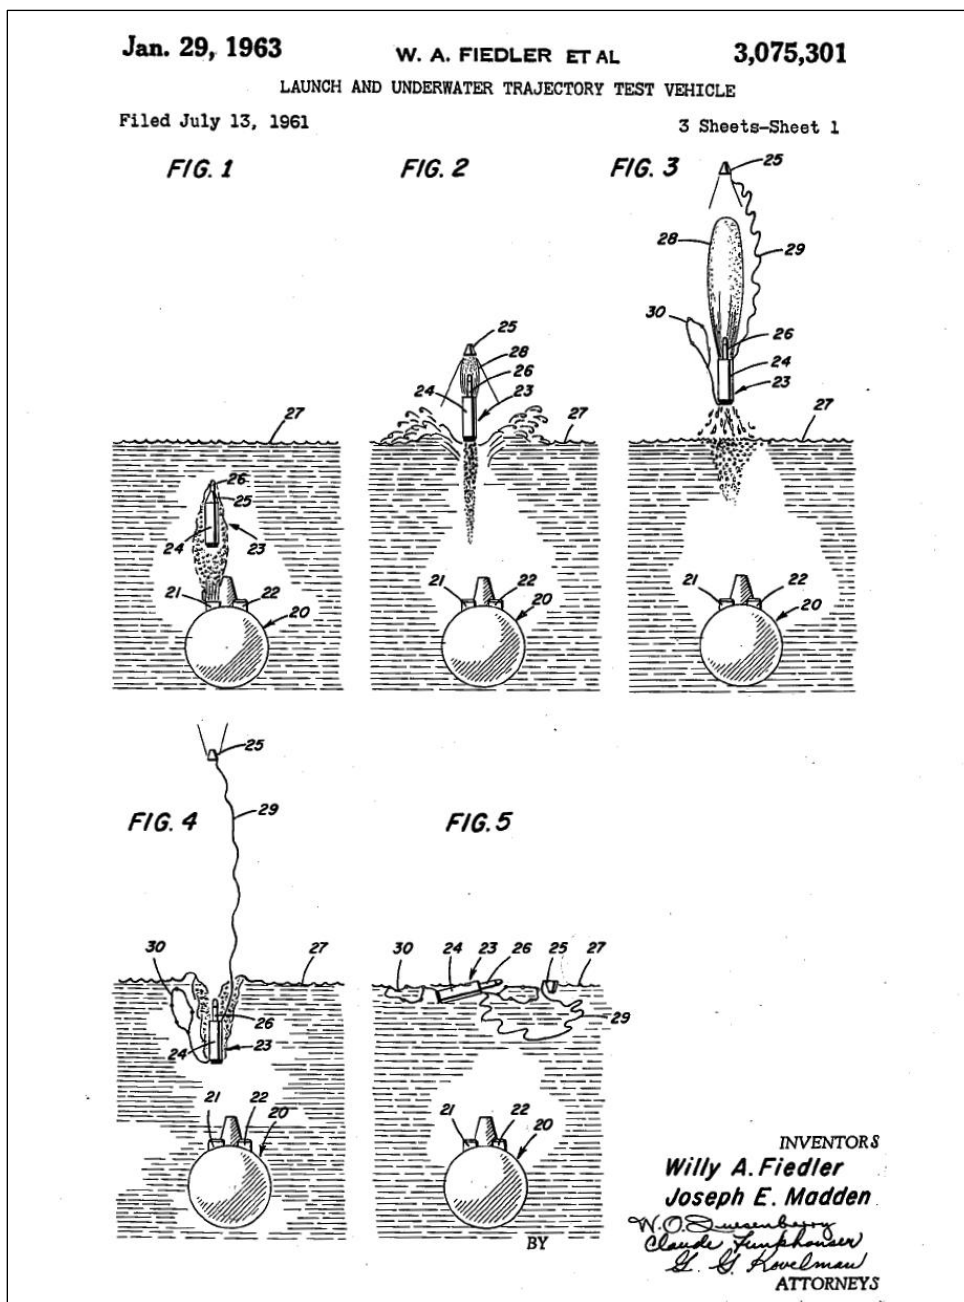 Jan. 29, 1963 W. A. FIEDLER ET AL 3,075,301
LAUNCH AND UNDERWATER TRAJECTORY TEST VEHICLE
Filed July 13, 1961 3 Sheets-Sheet 1
FIG. 1
27
26
25
24 23
21 22
20
FIG. 2
25
28
26
24 23
27
21 22
20
FIG. 3
25
28 29
30
26
24
23
27
21 22
20
FIG. 4
25
29
30 27
26
24 23
21 22 20
FIG. 5
30 24 23 26 25 27
29
21 22
20
INVENTORS
Willy A. Fiedler
Joseph E. Madden
W. O. Quesenberry
Claude Funkhouser
BY G. G. Kovelman
ATTORNEYS